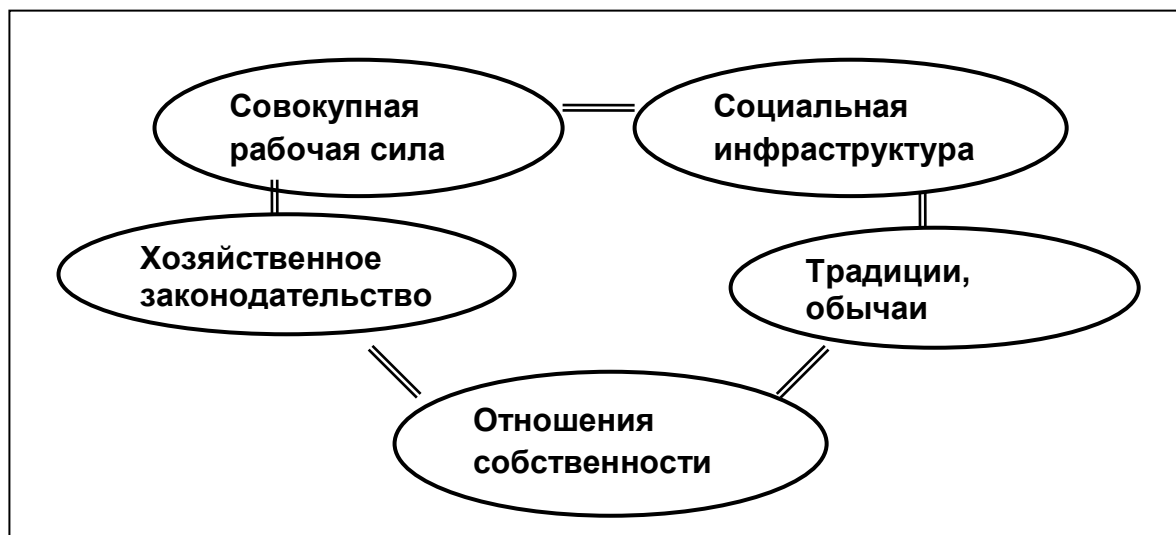 Совокупная
рабочая сила
Социальная
инфраструктура
Хозяйственное
законодательство
Традиции,
обычаи
Отношения
собственности